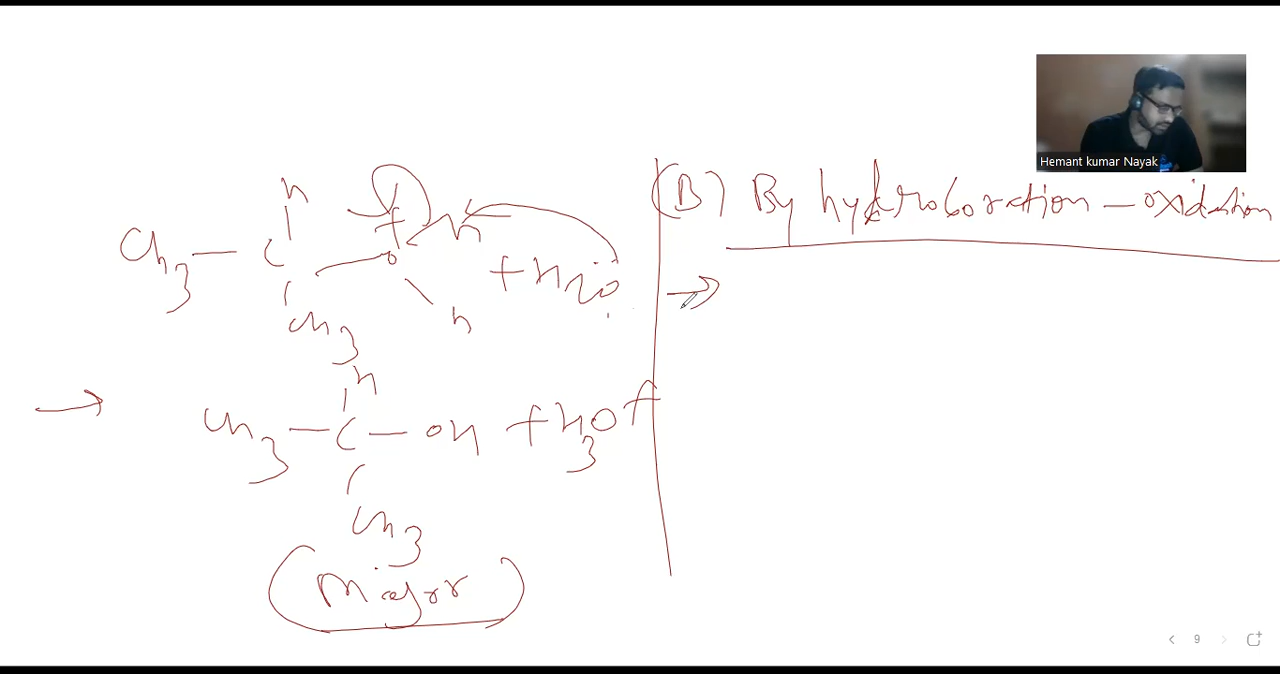 Hemant kumar Nayak
H
CH3 — C — O+ — H + H2O
CH3 H
H
→ CH3 — C — OH + H3O+
CH3
(Major)
(B) By hydroboration – oxidation
→
9